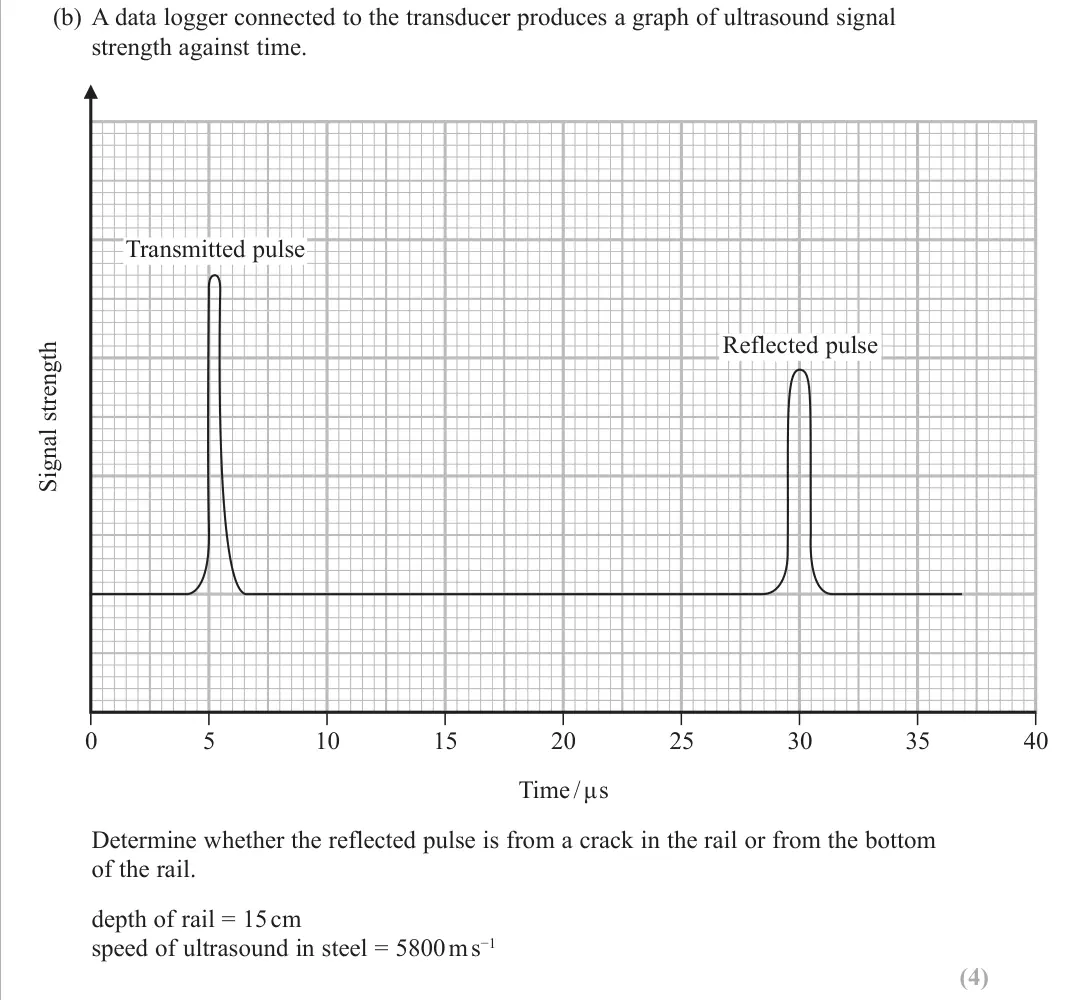 (b) A data logger connected to the transducer produces a graph of ultrasound signal
strength against time.
Transmitted pulse
Reflected pulse
Signal strength
0 5 10 15 20 25 30 35 40
Time / μs
Determine whether the reflected pulse is from a crack in the rail or from the bottom
of the rail.
depth of rail = 15 cm
speed of ultrasound in steel = 5800 m s⁻¹
(4)